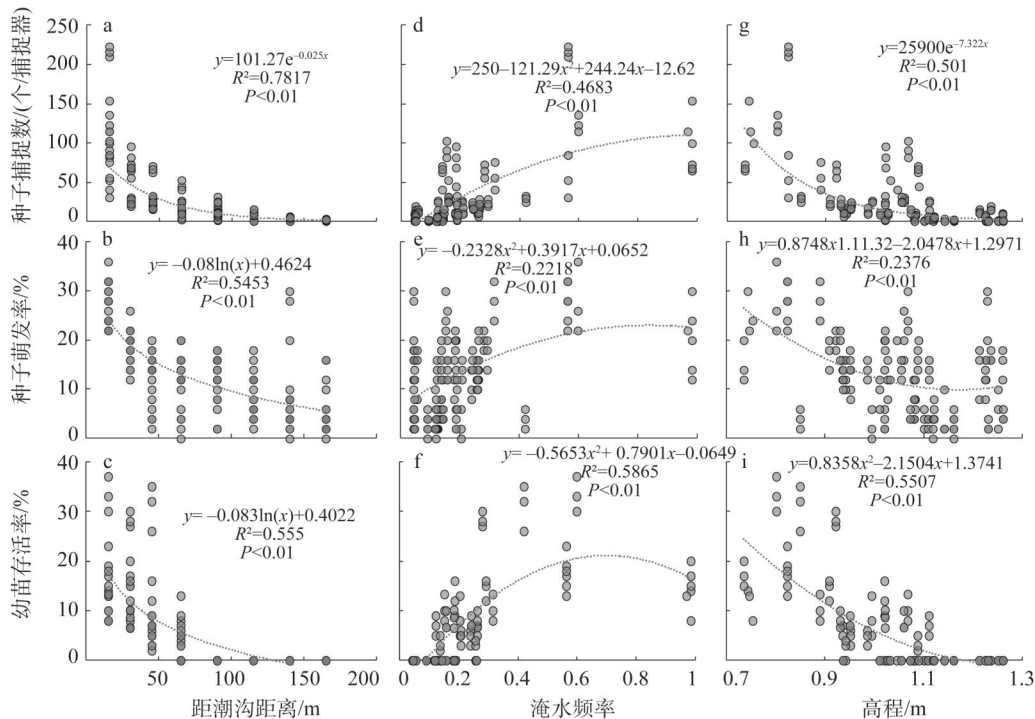 a
d
g
250
200
150
100
50
0
种子捕捉数/(个/捕捉器)
y=101.27e⁻⁰·⁰²⁵ˣ
R²=0.7817
P<0.01
y=250–121.29x²+244.24x–12.62
R²=0.4683
P<0.01
y=25900e⁻⁷·³²²ˣ
R²=0.501
P<0.01
b
e
h
40
30
20
10
0
种子萌发率/%
y= –0.08ln(x)+0.4624
R²=0.5453
P<0.01
y= –0.2328x²+0.3917x+0.0652
R²=0.2218
P<0.01
y=0.8748x1.11.32–2.0478x+1.2971
R²=0.2376
P<0.01
c
f
i
40
30
20
10
0
幼苗存活率/%
y= –0.083ln(x)+0.4022
R²=0.555
P<0.01
y= –0.5653x²+ 0.7901x–0.0649
R²=0.5865
P<0.01
y=0.8358x²–2.1504x+1.3741
R²=0.5507
P<0.01
50 100 150 200
0 0.2 0.4 0.6 0.8 1
0.7 0.9 1.1 1.3
距潮沟距离/m
淹水频率
高程/m